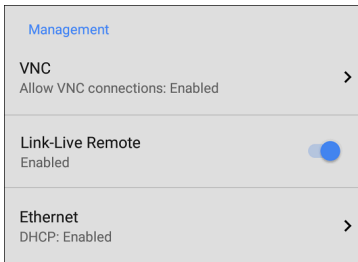 Management
VNC
Allow VNC connections: Enabled
Link-Live Remote
Enabled
Ethernet
DHCP: Enabled